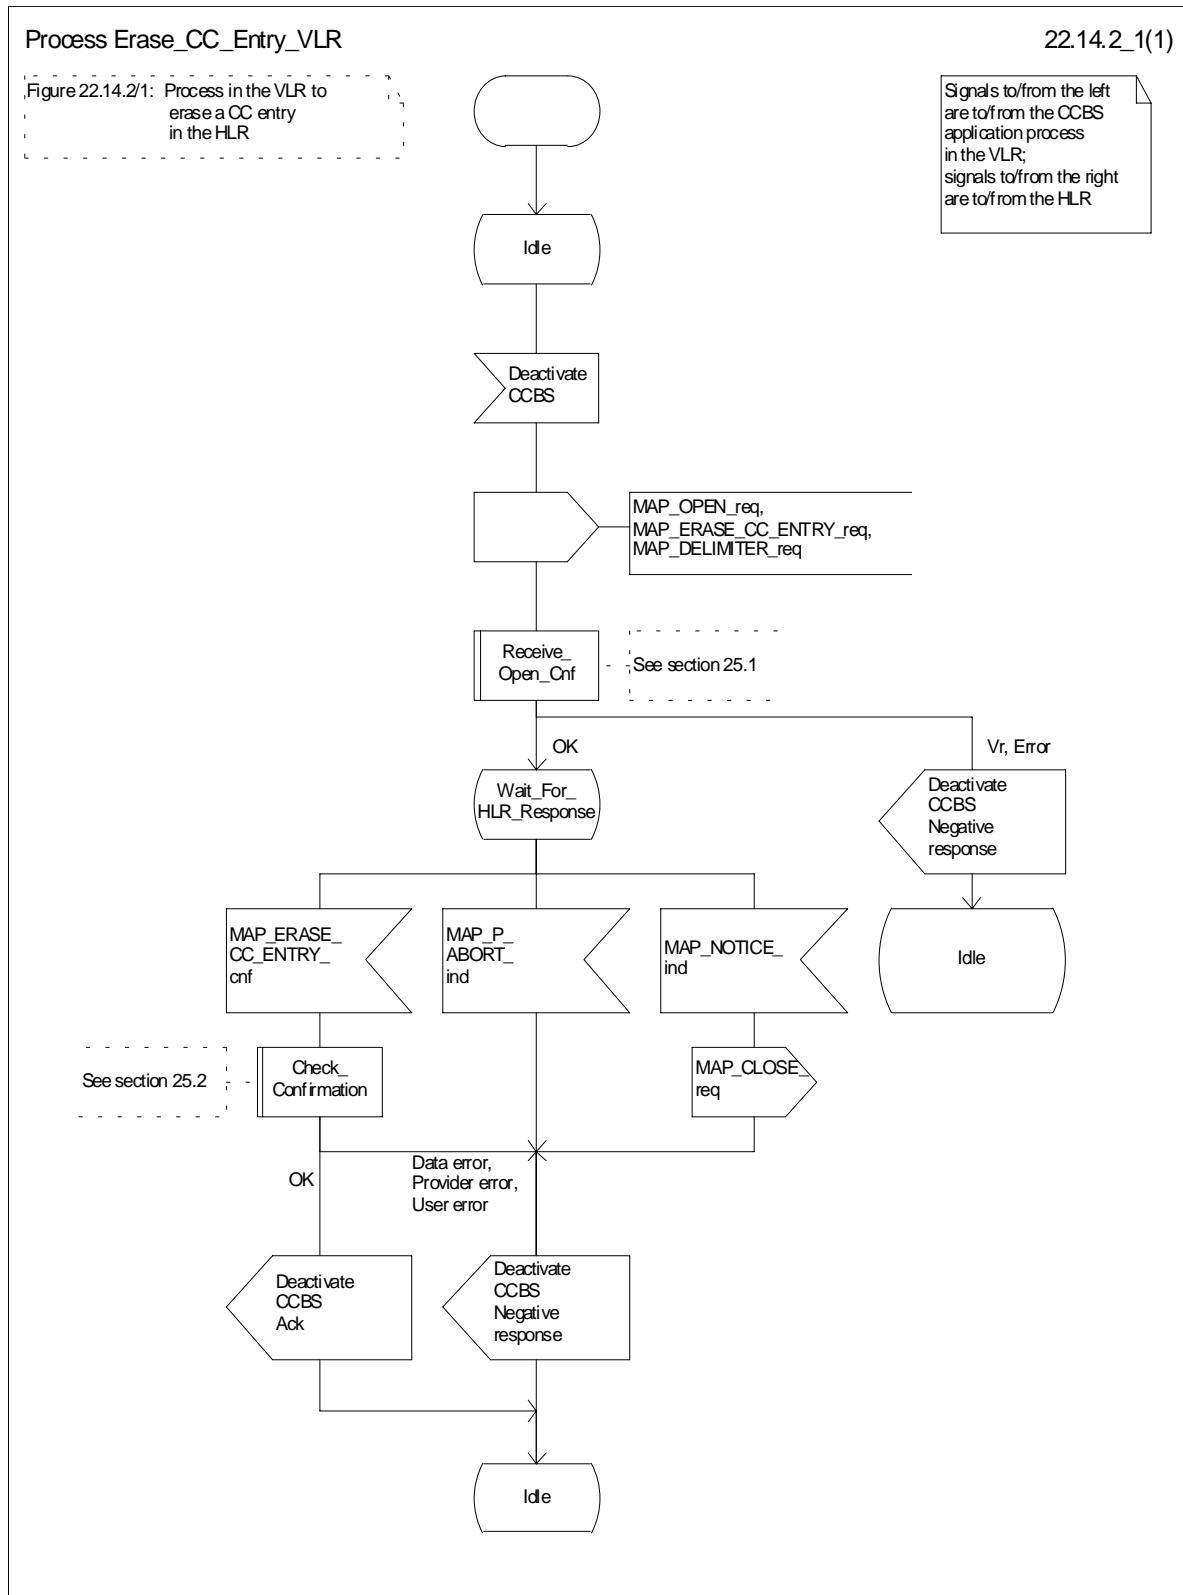 Process Erase_CC_Entry_VLR
22.14.2_1(1)
Figure 22.14.2/1: Process in the VLR to
erase a CC entry
in the HLR
Signals to/from the left
are to/from the CCBS
application process
in the VLR;
signals to/from the right
are to/from the HLR
Idle
Deactivate
CCBS
MAP_OPEN_req,
MAP_ERASE_CC_ENTRY_req,
MAP_DELIMITER_req
Receive_
Open_Cnf
See section 25.1
OK
Vr, Error
Wait_For_
HLR_Response
Deactivate
CCBS
Negative
response
MAP_ERASE_
CC_ENTRY_
cnf
MAP_P_
ABORT_
ind
MAP_NOTICE_
ind
Idle
See section 25.2
Check_
Confirmation
MAP_CLOSE_
req
OK
Data error,
Provider error,
User error
Deactivate
CCBS
Ack
Deactivate
CCBS
Negative
response
Idle